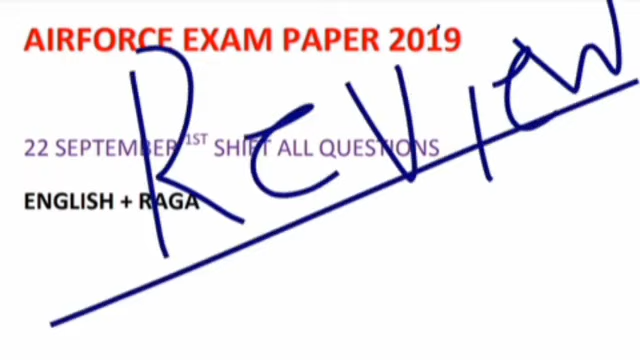 AIRFORCE EXAM PAPER 2019
Review
22 SEPTEMBER 1ST SHIFT ALL QUESTIONS
ENGLISH + RAGA